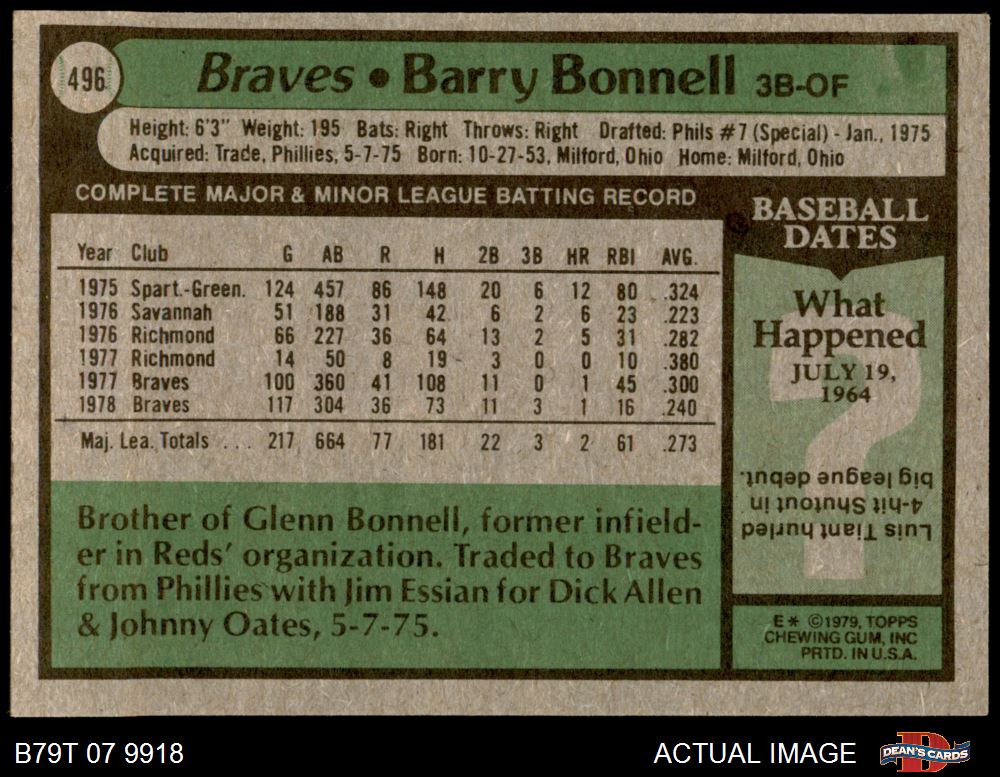 496
Braves • Barry Bonnell 3B-OF
Height: 6'3" Weight: 195 Bats: Right Throws: Right Drafted: Phils #7 (Special) - Jan., 1975
Acquired: Trade, Phillies, 5-7-75 Born: 10-27-53, Milford, Ohio Home: Milford, Ohio
COMPLETE MAJOR & MINOR LEAGUE BATTING RECORD
Year Club G AB R H 2B 3B HR RBI AVG.
1975 Spart.-Green. 124 457 86 148 20 6 12 80 .324
1976 Savannah 51 188 31 42 6 2 6 23 .223
1976 Richmond 66 227 36 64 13 2 5 31 .282
1977 Richmond 14 50 8 19 3 0 0 10 .380
1977 Braves 100 360 41 108 11 0 1 45 .300
1978 Braves 117 304 36 73 11 3 1 16 .240
Maj. Lea. Totals . . . 217 664 77 181 22 3 2 61 .273
Brother of Glenn Bonnell, former infield-
er in Reds' organization. Traded to Braves
from Phillies with Jim Essian for Dick Allen
& Johnny Oates, 5-7-75.
BASEBALL
DATES
What
Happened
JULY 19,
1964
?
Luis Tiant hurled
4-hit Shutout in
big league debut.
E* ©1979, TOPPS
CHEWING GUM, INC
PRTD. IN U.S.A.
B79T 07 9918
ACTUAL IMAGE
D
DEAN'S CARDS